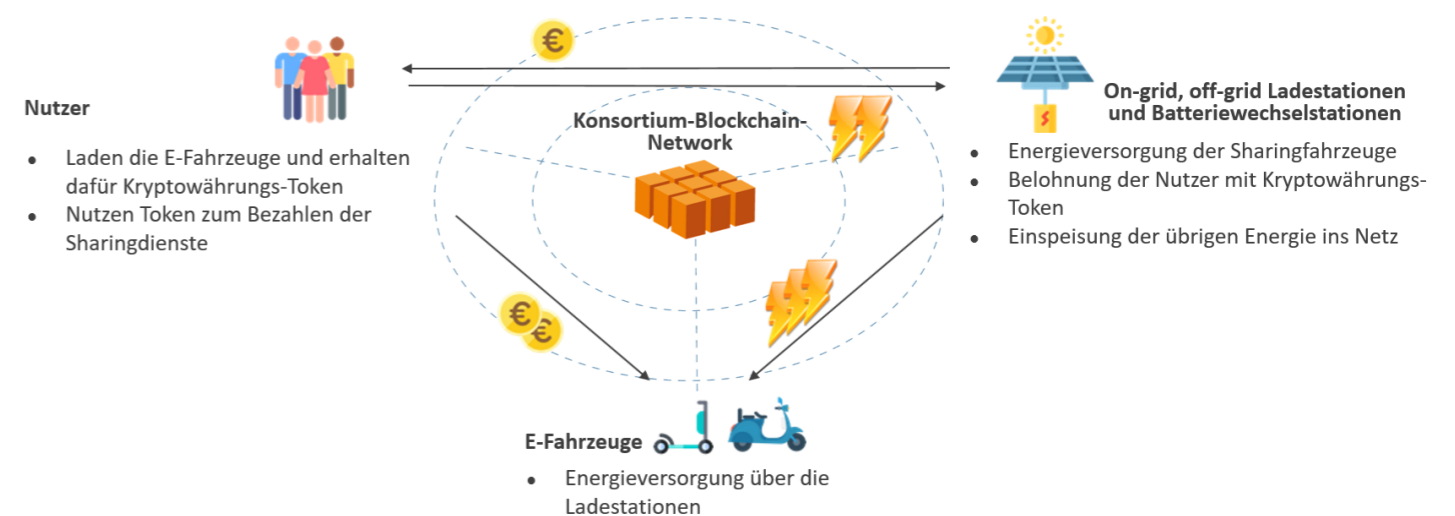 Nutzer
● Laden die E-Fahrzeuge und erhalten
dafür Kryptowährungs-Token
● Nutzen Token zum Bezahlen der
Sharingdienste
€
Konsortium-Blockchain-
Network
On-grid, off-grid Ladestationen
und Batteriewechselstationen
● Energieversorgung der Sharingfahrzeuge
● Belohnung der Nutzer mit Kryptowährungs-
Token
● Einspeisung der übrigen Energie ins Netz
€
€
E-Fahrzeuge
● Energieversorgung über die
Ladestationen